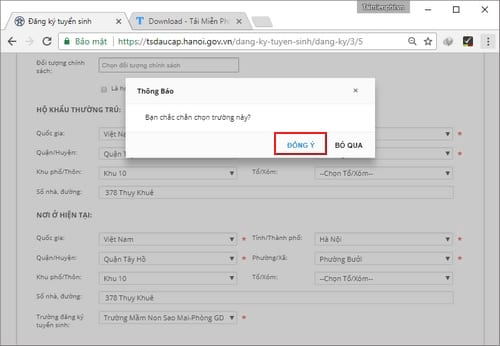 Taimienphi.vn
Đăng ký tuyển sinh
Download - Tải Miễn Ph
Bảo mật
https://tsdaucap.hanoi.gov.vn/dang-ky-tuyen-sinh/dang-ky/3/5
Đối tượng chính sách:
Chọn đối tượng chính sách
Là h
Thông Báo
Bạn chắc chắn chọn trường này?
ĐỒNG Ý
BỎ QUA
HỘ KHẨU THƯỜNG TRÚ:
Quốc gia:
Việt Na
Quận/Huyện:
Quận T
Khu phố/Thôn:
Khu 10
Tổ/Xóm:
--Chọn Tổ/Xóm--
Số nhà, đường:
378 Thụy Khuê
NƠI Ở HIỆN TẠI:
Quốc gia:
Việt Nam
Tỉnh/Thành phố:
Hà Nội
Quận/Huyện:
Quận Tây Hồ
Phường/Xã:
Phường Bưởi
Khu phố/Thôn:
Khu 10
Tổ/Xóm:
--Chọn Tổ/Xóm--
Số nhà, đường:
378 Thụy Khuê
Trường đăng ký tuyển sinh:
Trường Mầm Non Sao Mai-Phòng GD